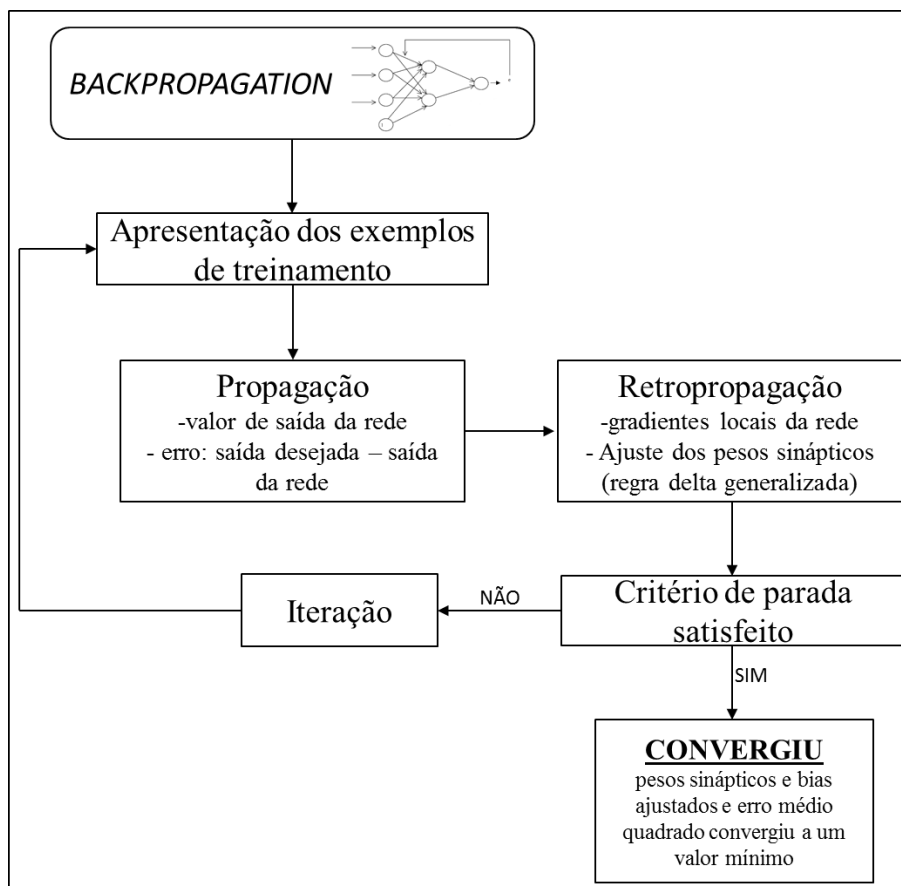 BACKPROPAGATION
Apresentação dos exemplos
de treinamento
Propagação
-valor de saída da rede
- erro: saída desejada – saída
da rede
Retropropagação
-gradientes locais da rede
- Ajuste dos pesos sinápticos
(regra delta generalizada)
Critério de parada
satisfeito
NÃO
Iteração
SIM
CONVERGIU
pesos sinápticos e bias
ajustados e erro médio
quadrado convergiu a um
valor mínimo